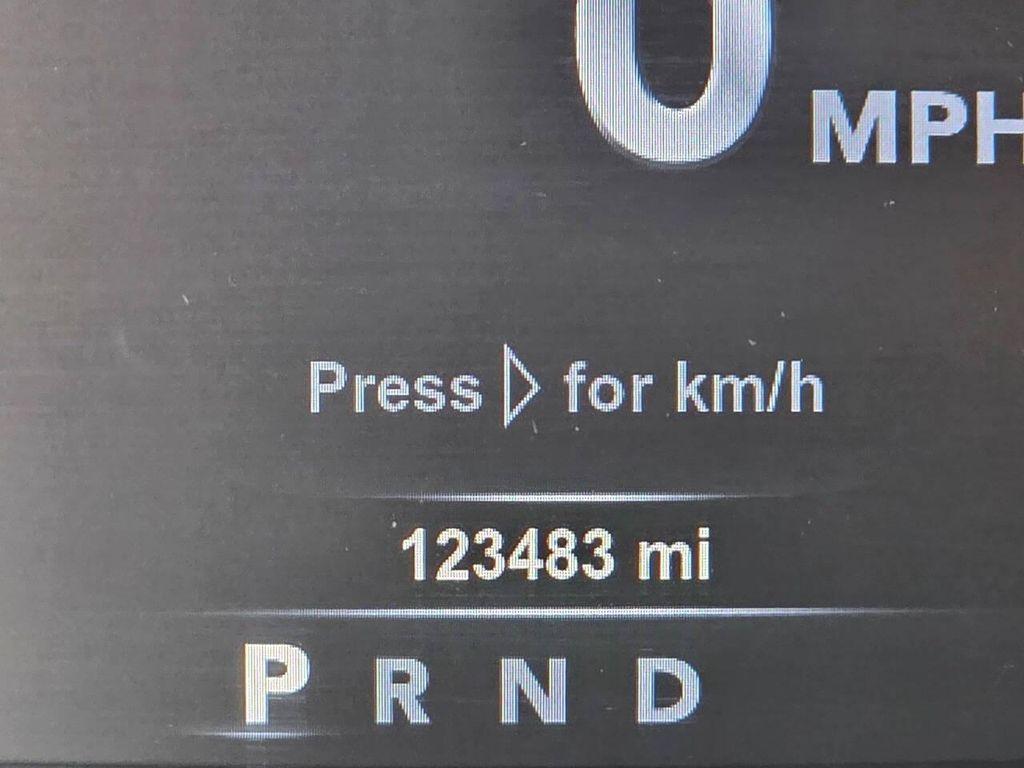 0 MPH
Press ▷ for km/h
123483 mi
P R N D